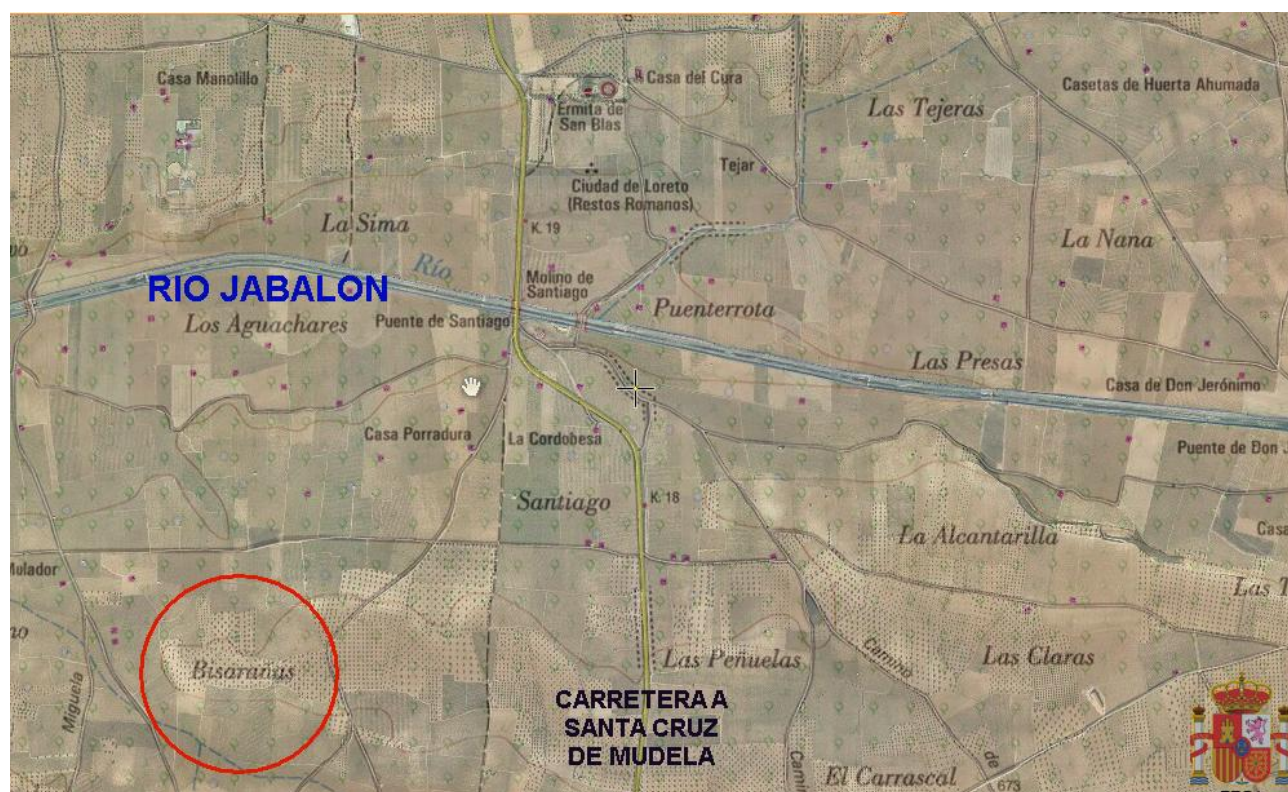 Casa Manolillo
Casa del Cura
Casetas de Huerta Ahumada
Las Tejeras
Ermita de
San Blas
Tejar
Ciudad de Loreto
(Restos Romanos)
La Sima
K. 19
La Nana
Río
RIO JABALON
Molino de
Santiago
Los Aguachares
Puente de Santiago
Puenterrota
Las Presas
Casa de Don Jerónimo
Casa Porradura
La Cordobesa
Puente de Don
Santiago
K. 18
La Alcantarilla
Mulador
Las
Bisarañas
Miguela
Las Peñuelas
Camino
Las Claras
CARRETERA A
SANTA CRUZ
DE MUDELA
El Carrascal
de
673